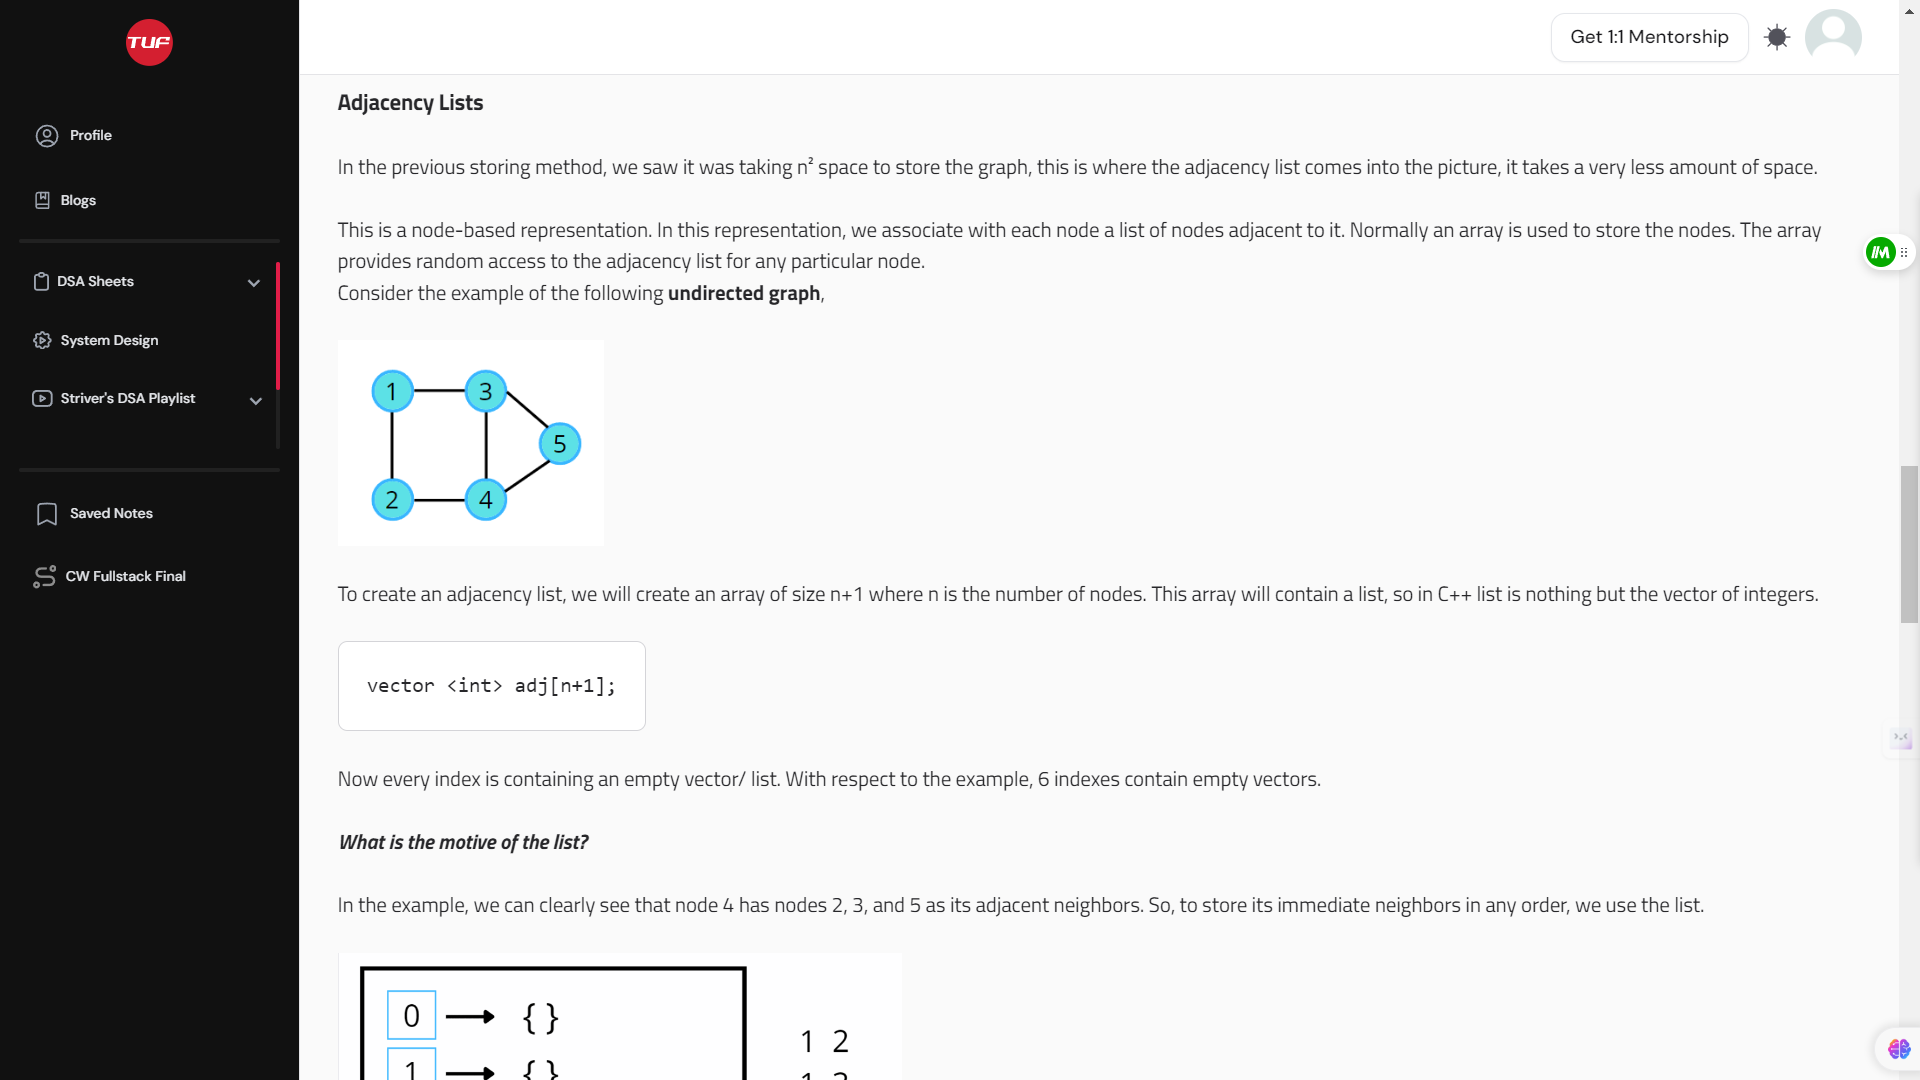 TUF
Get 1:1 Mentorship
Profile
Blogs
DSA Sheets
System Design
Striver's DSA Playlist
Saved Notes
CW Fullstack Final
Adjacency Lists
In the previous storing method, we saw it was taking n² space to store the graph, this is where the adjacency list comes into the picture, it takes a very less amount of space.
This is a node-based representation. In this representation, we associate with each node a list of nodes adjacent to it. Normally an array is used to store the nodes. The array
provides random access to the adjacency list for any particular node.
Consider the example of the following undirected graph,
1 3
5
2 4
To create an adjacency list, we will create an array of size n+1 where n is the number of nodes. This array will contain a list, so in C++ list is nothing but the vector of integers.
vector <int> adj[n+1];
Now every index is containing an empty vector/ list. With respect to the example, 6 indexes contain empty vectors.
What is the motive of the list?
In the example, we can clearly see that node 4 has nodes 2, 3, and 5 as its adjacent neighbors. So, to store its immediate neighbors in any order, we use the list.
0 { }
1 2
1 { }